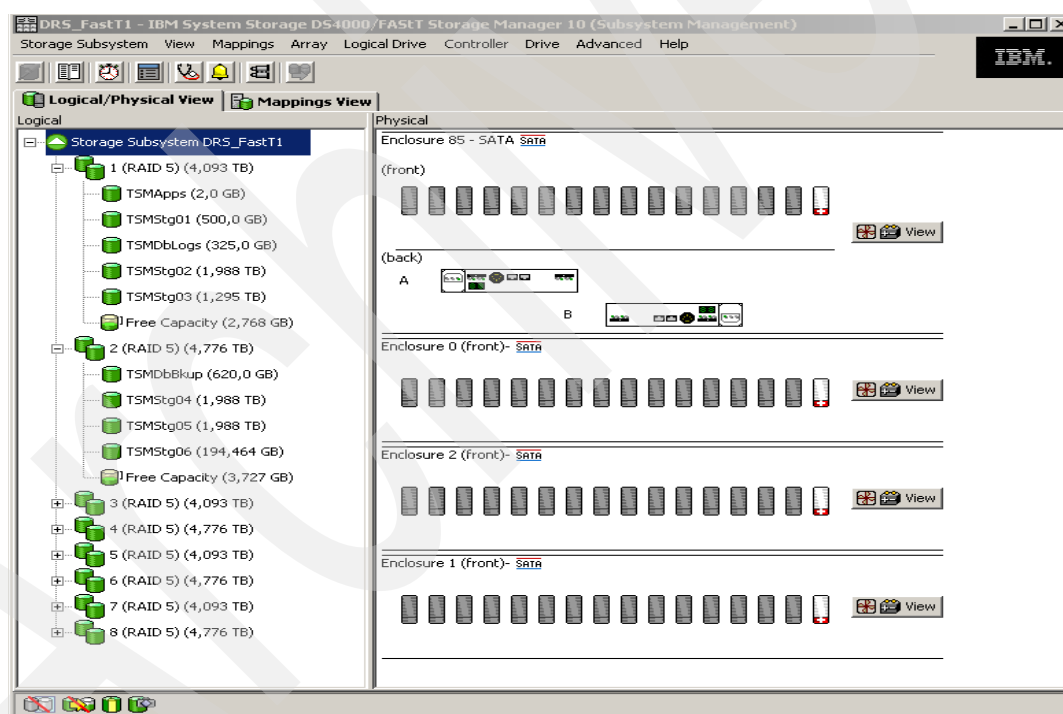 DRS_FastT1 - IBM System Storage DS4000/FAStT Storage Manager 10 (Subsystem Management)
Storage Subsystem View Mappings Array Logical Drive Controller Drive Advanced Help
IBM.
Logical/Physical View Mappings View
Logical
Storage Subsystem DRS_FastT1
1 (RAID 5) (4,093 TB)
TSMApps (2,0 GB)
TSMStg01 (500,0 GB)
TSMDbLogs (325,0 GB)
TSMStg02 (1,988 TB)
TSMStg03 (1,295 TB)
Free Capacity (2,768 GB)
2 (RAID 5) (4,776 TB)
TSMDbBkup (620,0 GB)
TSMStg04 (1,988 TB)
TSMStg05 (1,988 TB)
TSMStg06 (194,464 GB)
Free Capacity (3,727 GB)
3 (RAID 5) (4,093 TB)
4 (RAID 5) (4,776 TB)
5 (RAID 5) (4,093 TB)
6 (RAID 5) (4,776 TB)
7 (RAID 5) (4,093 TB)
8 (RAID 5) (4,776 TB)
Physical
Enclosure 85 - SATA SATA
(front)
View
(back)
A
B
Enclosure 0 (front)- SATA
View
Enclosure 2 (front)- SATA
View
Enclosure 1 (front)- SATA
View